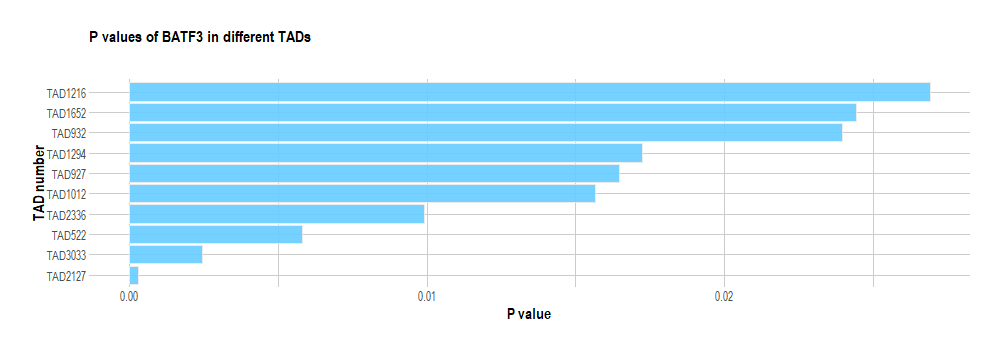 P values of BATF3 in different TADs
TAD number
TAD1216
TAD1652
TAD932
TAD1294
TAD927
TAD1012
TAD2336
TAD522
TAD3033
TAD2127
0.00 0.01 0.02
P value